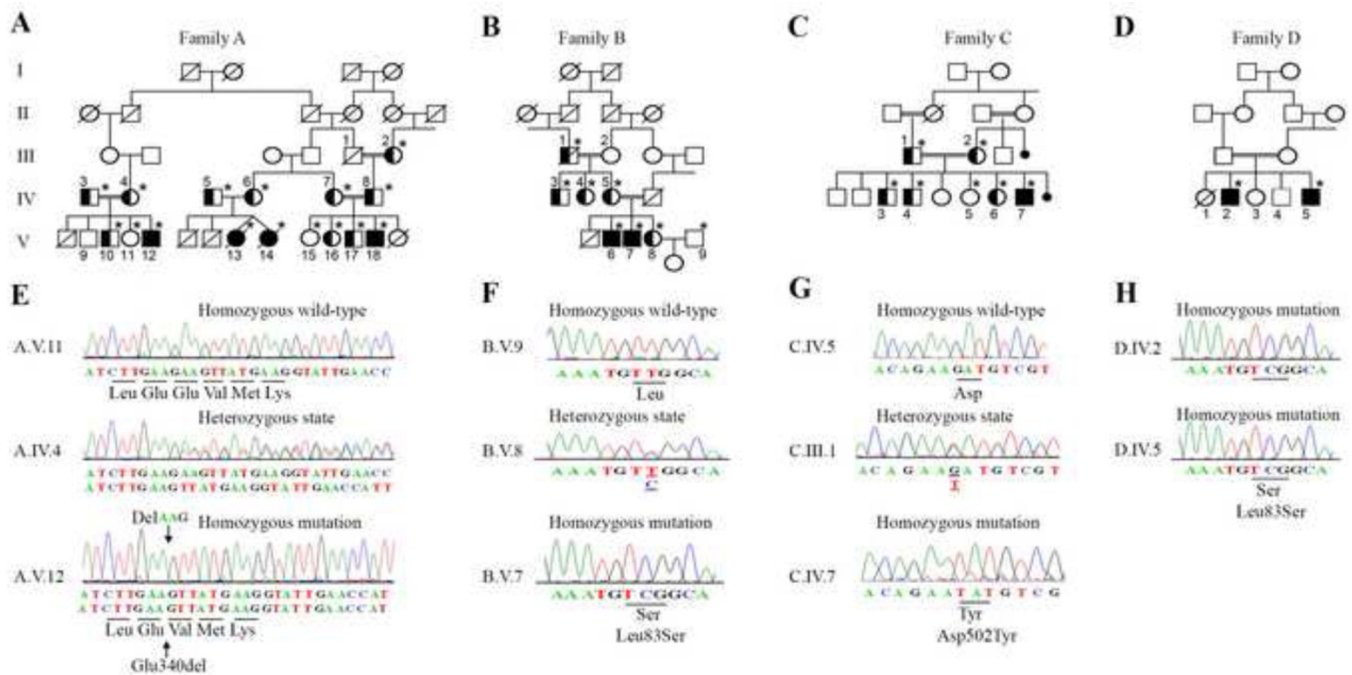 A
Family A
I
II
1 2 * 
III
3 * 4 * 5 * 6 * 7 * 8 *
IV
* * * * * * * * *
V
9 10 11 12 13 14 15 16 17 18
B
Family B
1 * 2
3 * 4 * 5 *
* * * *
6 7 8 9
C
Family C
1 * 2 *
* * * * *
3 4 5 6 7
D
Family D
* *
1 2 3 4 5
E
Homozygous wild-type
A.V.11
ATCTTGAAGAAGTTATGAAGGTATTGAACC
Leu Glu Glu Val Met Lys
Heterozygous state
A.IV.4
ATCTTGAAGAAGTTATGAAGGTATTGAACC
ATCTTGAAGTTATGAAGGTATTGAACCATT
DelAAG
Homozygous mutation
A.V.12
ATCTTGAAGTTATGAAGGTATTGAACCAT
ATCTTGAAGTTATGAAGGTATTGAACCAT
Leu Glu Val Met Lys
Glu340del
F
Homozygous wild-type
B.V.9
AAATGTTGGCA
Leu
Heterozygous state
B.V.8
AAATGTTGGCA
C
Homozygous mutation
B.V.7
AAATGTCGGCA
Ser
Leu83Ser
G
Homozygous wild-type
C.IV.5
ACAGAAGATGTCGT
Asp
Heterozygous state
C.III.1
ACAGAAGATGTCGT
T
Homozygous mutation
C.IV.7
ACAGAATATGTCG
Tyr
Asp502Tyr
H
Homozygous mutation
D.IV.2
AAATGTCGGCA
Homozygous mutation
D.IV.5
AAATGTCGGCA
Ser
Leu83Ser